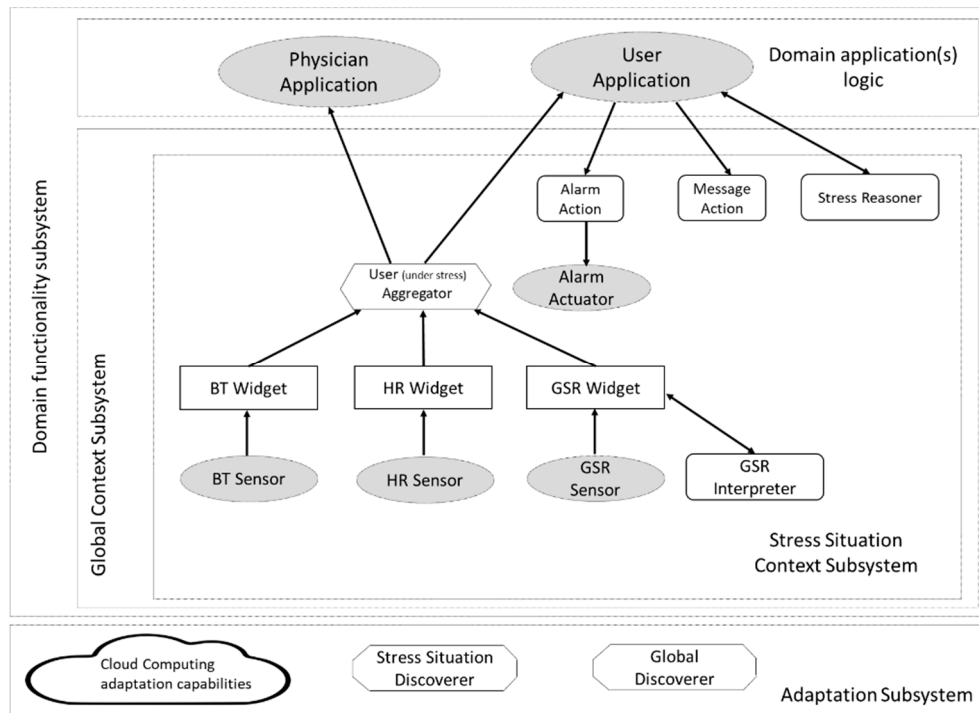 Physician
Application
User
Application
Domain application(s)
logic
Domain functionality subsystem
Global Context Subsystem
Alarm
Action
Message
Action
Stress Reasoner
User (under stress)
Aggregator
Alarm
Actuator
BT Widget
HR Widget
GSR Widget
BT Sensor
HR Sensor
GSR
Sensor
GSR
Interpreter
Stress Situation
Context Subsystem
Cloud Computing
adaptation capabilities
Stress Situation
Discoverer
Global
Discoverer
Adaptation Subsystem